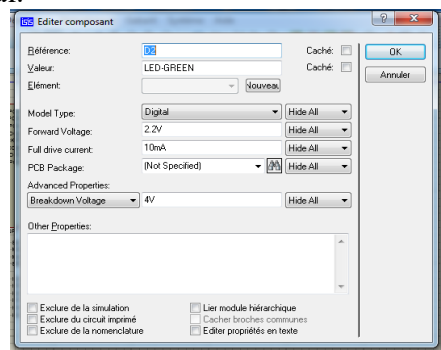 ISIS Editer composant
Référence: D2 Caché: OK
Valeur: LED-GREEN Caché: Annuler
Elément: Nouveau
Model Type: Digital Hide All
Forward Voltage: 2.2V Hide All
Full drive current: 10mA Hide All
PCB Package: (Not Specified) Hide All
Advanced Properties:
Breakdown Voltage 4V Hide All
Other Properties:
Exclure de la simulation Lier module hiérarchique
Exclure du circuit imprimé Cacher broches communes
Exclure de la nomenclature Editer propriétés en texte